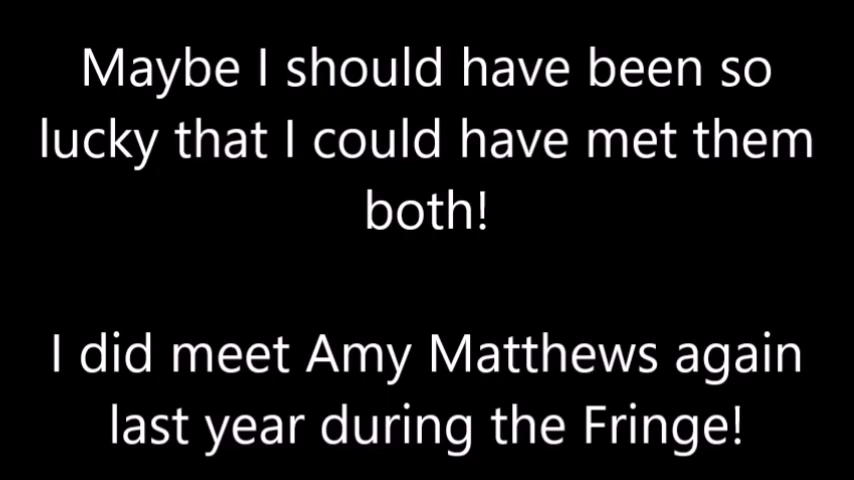 Maybe I should have been so
lucky that I could have met them
both!
I did meet Amy Matthews again
last year during the Fringe!